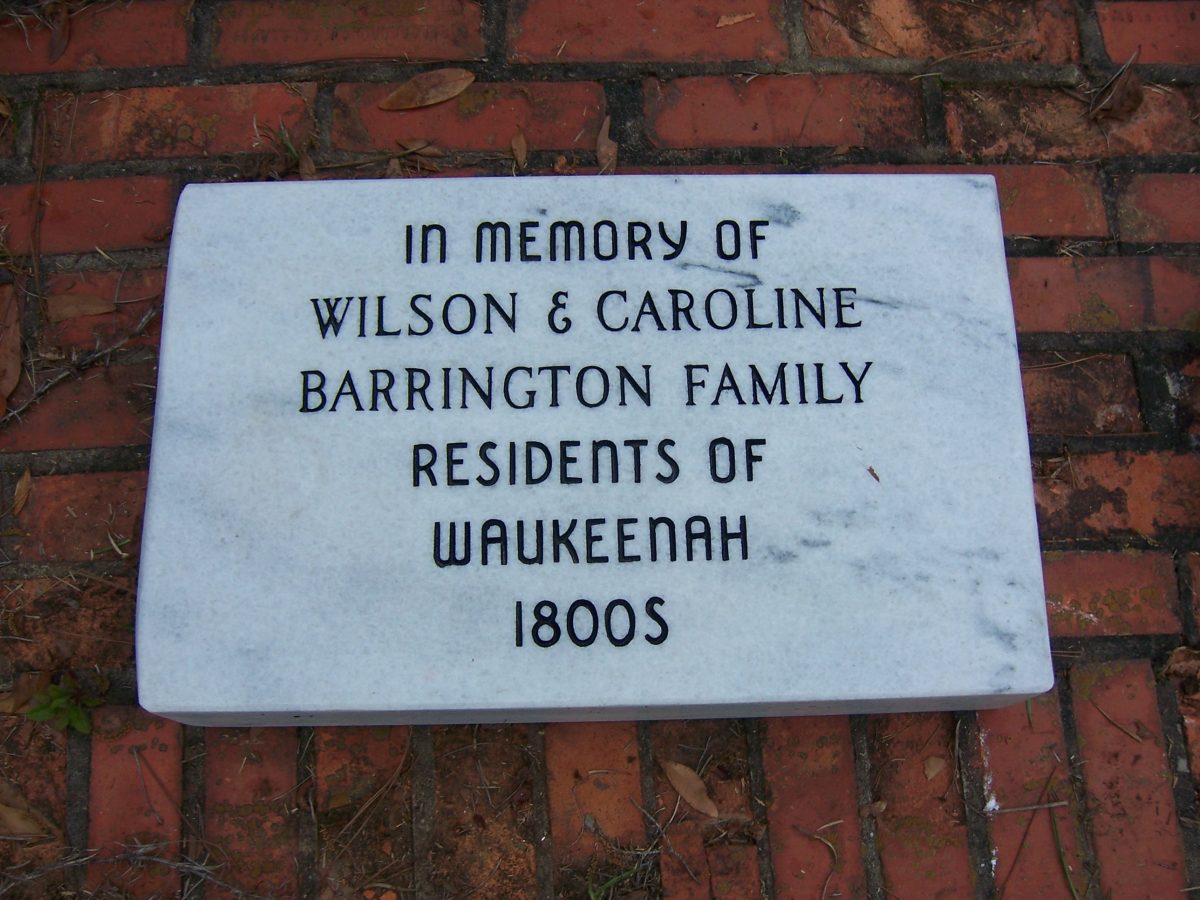 IN MEMORY OF
WILSON & CAROLINE
BARRINGTON FAMILY
RESIDENTS OF
WAUKEENAH
1800S